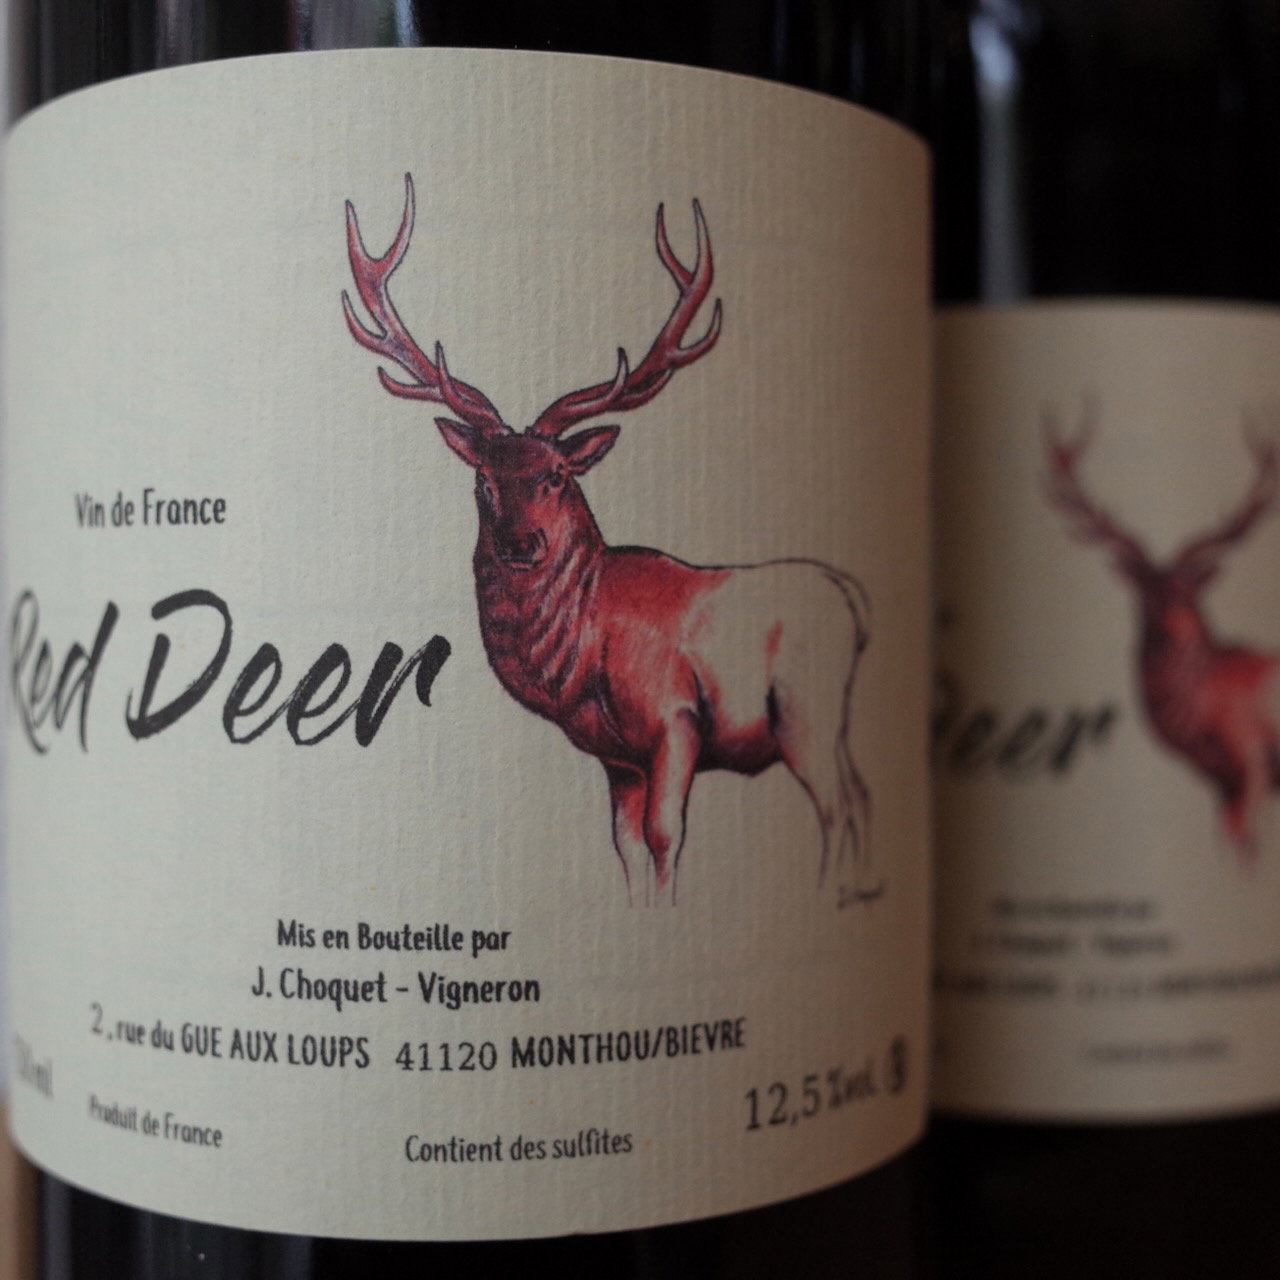 Vin de France
Red Deer
Mis en Bouteille par
J. Choquet - Vigneron
2, rue du GUE AUX LOUPS 41120 MONTHOU/BIEVRE
12,5 %vol.
Produit de France
Contient des sulfites
eer